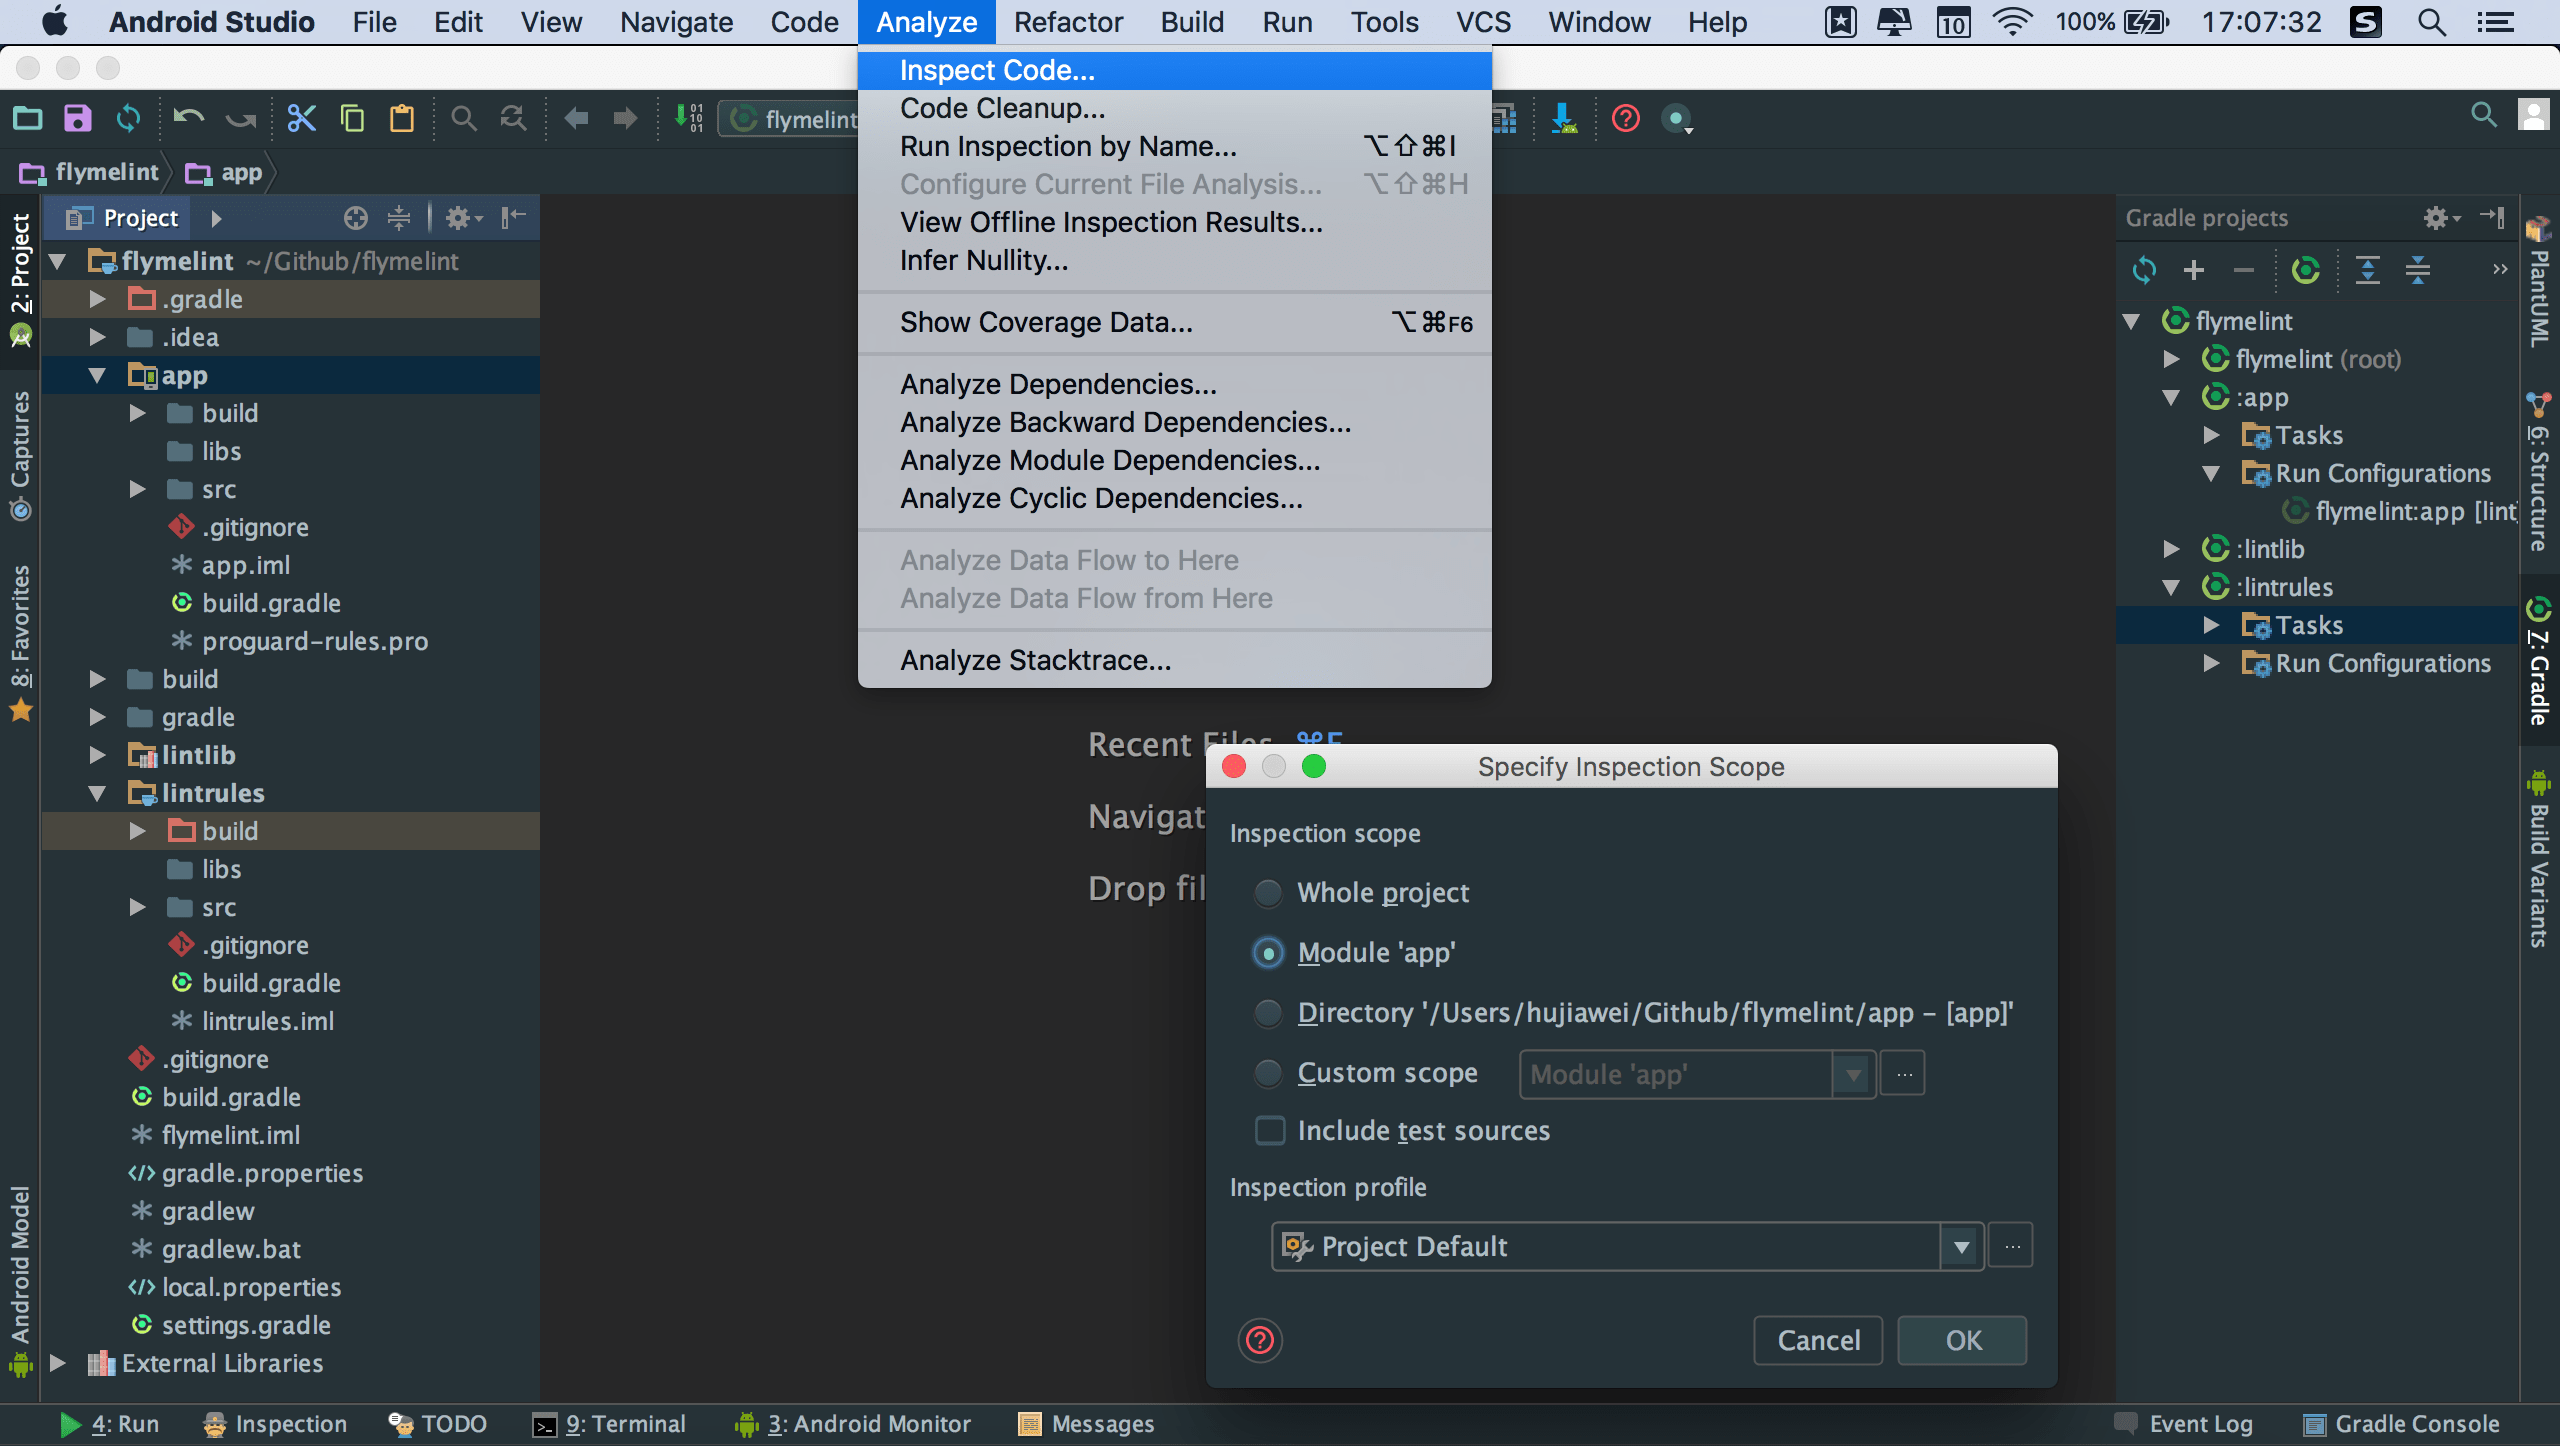 Android Studio File Edit View Navigate Code Analyze Refactor Build Run Tools VCS Window Help 10 100% 17:07:32 S
flymelint
flymelint app
Inspect Code...
Code Cleanup...
Run Inspection by Name... ⌥⇧⌘I
Configure Current File Analysis... ⌥⇧⌘H
View Offline Inspection Results...
Infer Nullity...
Show Coverage Data... ⌥⌘F6
Analyze Dependencies...
Analyze Backward Dependencies...
Analyze Module Dependencies...
Analyze Cyclic Dependencies...
Analyze Data Flow to Here
Analyze Data Flow from Here
Analyze Stacktrace...
2: Project
Captures
8: Favorites
Android Model
Project
flymelint ~/Github/flymelint
.gradle
.idea
app
build
libs
src
.gitignore
app.iml
build.gradle
proguard-rules.pro
build
gradle
lintlib
lintrules
build
libs
src
.gitignore
build.gradle
lintrules.iml
.gitignore
build.gradle
flymelint.iml
gradle.properties
gradlew
gradlew.bat
local.properties
settings.gradle
External Libraries
Recent Files ⌘E
Navigat
Drop fil
Specify Inspection Scope
Inspection scope
Whole project
Module 'app'
Directory '/Users/hujiawei/Github/flymelint/app – [app]'
Custom scope Module 'app' ...
Include test sources
Inspection profile
Project Default ...
Cancel OK
Gradle projects
flymelint
flymelint (root)
:app
Tasks
Run Configurations
flymelint:app [lint
:lintlib
:lintrules
Tasks
Run Configurations
PlantUML
6: Structure
7: Gradle
Build Variants
4: Run Inspection TODO 9: Terminal 3: Android Monitor Messages Event Log Gradle Console